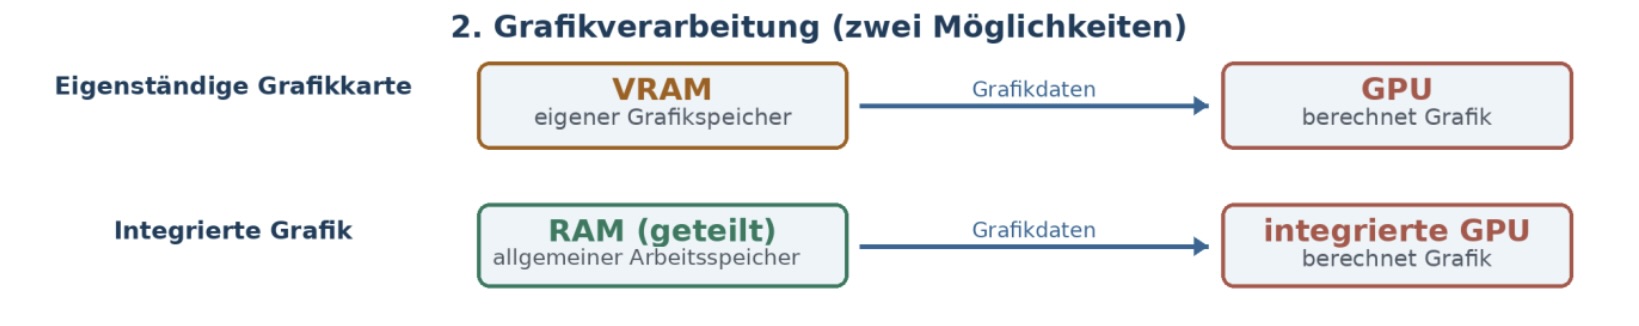 2. Grafikverarbeitung (zwei Möglichkeiten)
Eigenständige Grafikkarte
VRAM
eigener Grafikspeicher
Grafikdaten
GPU
berechnet Grafik
Integrierte Grafik
RAM (geteilt)
allgemeiner Arbeitsspeicher
Grafikdaten
integrierte GPU
berechnet Grafik